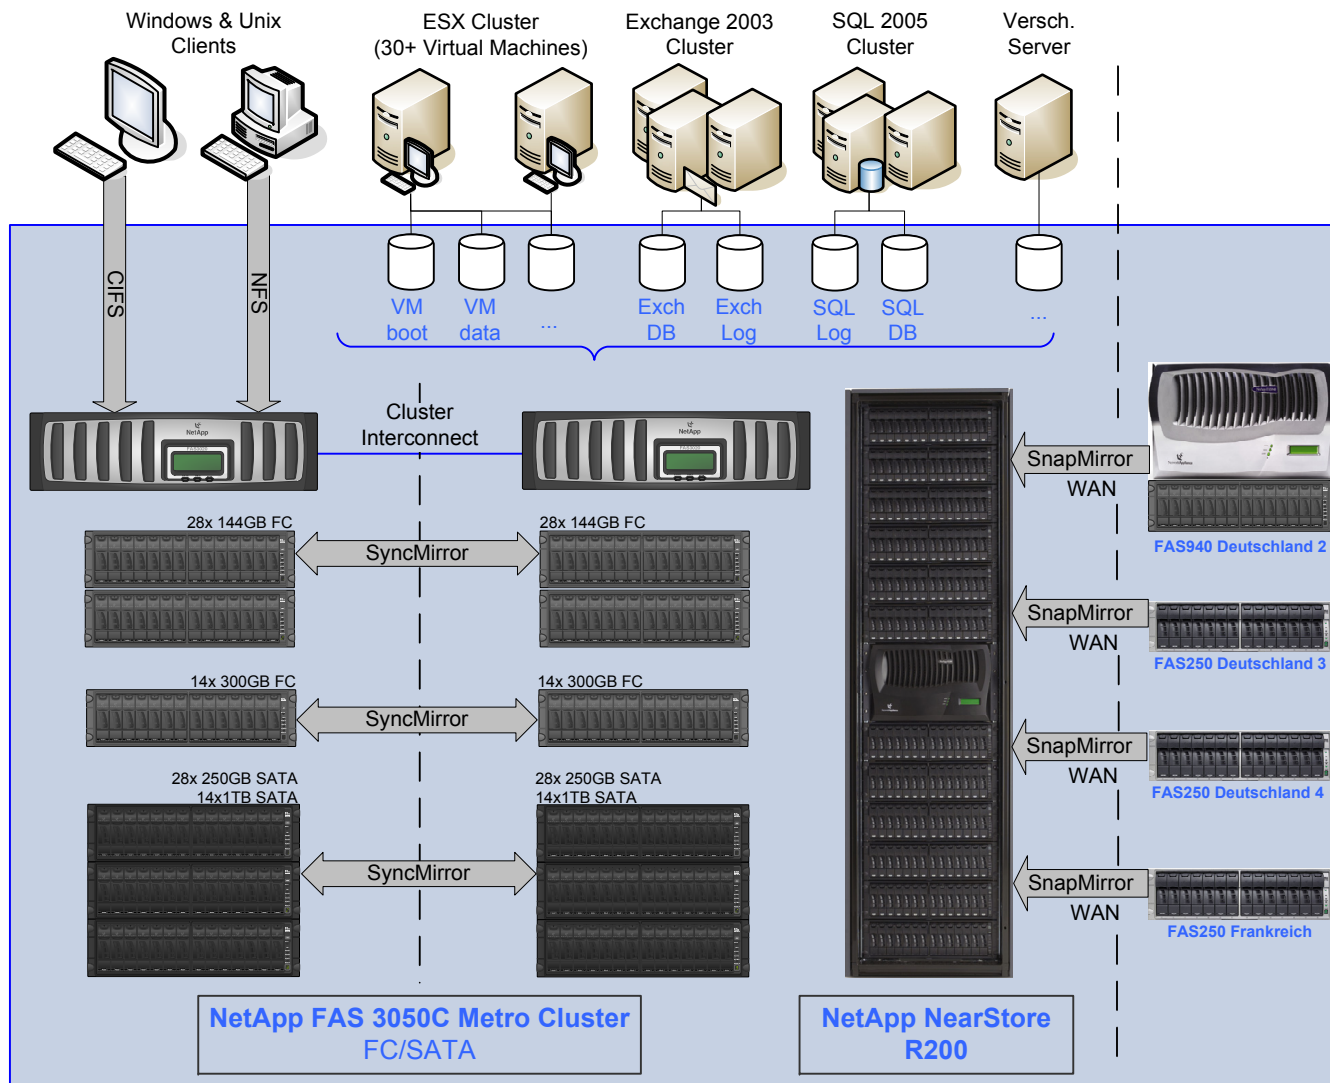 Windows & Unix
Clients
ESX Cluster
(30+ Virtual Machines)
Exchange 2003
Cluster
SQL 2005
Cluster
Versch.
Server
CIFS
NFS
VM
boot
VM
data
...
Exch
DB
Exch
Log
SQL
Log
SQL
DB
...
Cluster
Interconnect
NetApp
NetApp
28x 144GB FC
28x 144GB FC
SyncMirror
14x 300GB FC
14x 300GB FC
SyncMirror
28x 250GB SATA
14x1TB SATA
28x 250GB SATA
14x1TB SATA
SyncMirror
SnapMirror
WAN
FAS940 Deutschland 2
SnapMirror
WAN
FAS250 Deutschland 3
SnapMirror
WAN
FAS250 Deutschland 4
SnapMirror
WAN
FAS250 Frankreich
NetApp FAS 3050C Metro Cluster
FC/SATA
NetApp NearStore
R200